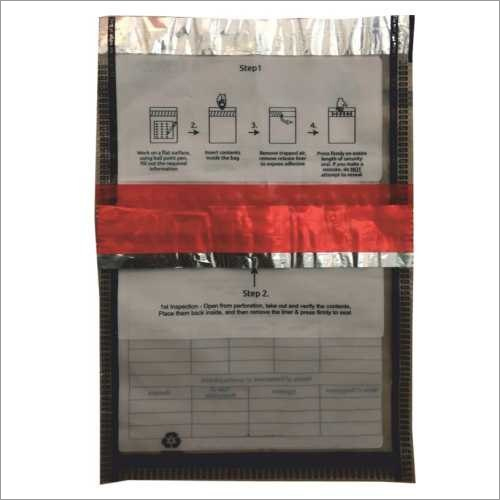 Step1
2. 3. 4.
Work on a flat surface, using ball point pen, fill out the required information
Insert contents inside the bag
Remove trapped air, remove release liner to expose adhesive
Press firmly on entire length of security seal. If you make a mistake, do NOT attempt to reseal
Step 2.
1st Inspection - Open from perforation, take out and verify the contents.
Place them back inside, and then remove the liner & press firmly to seal.